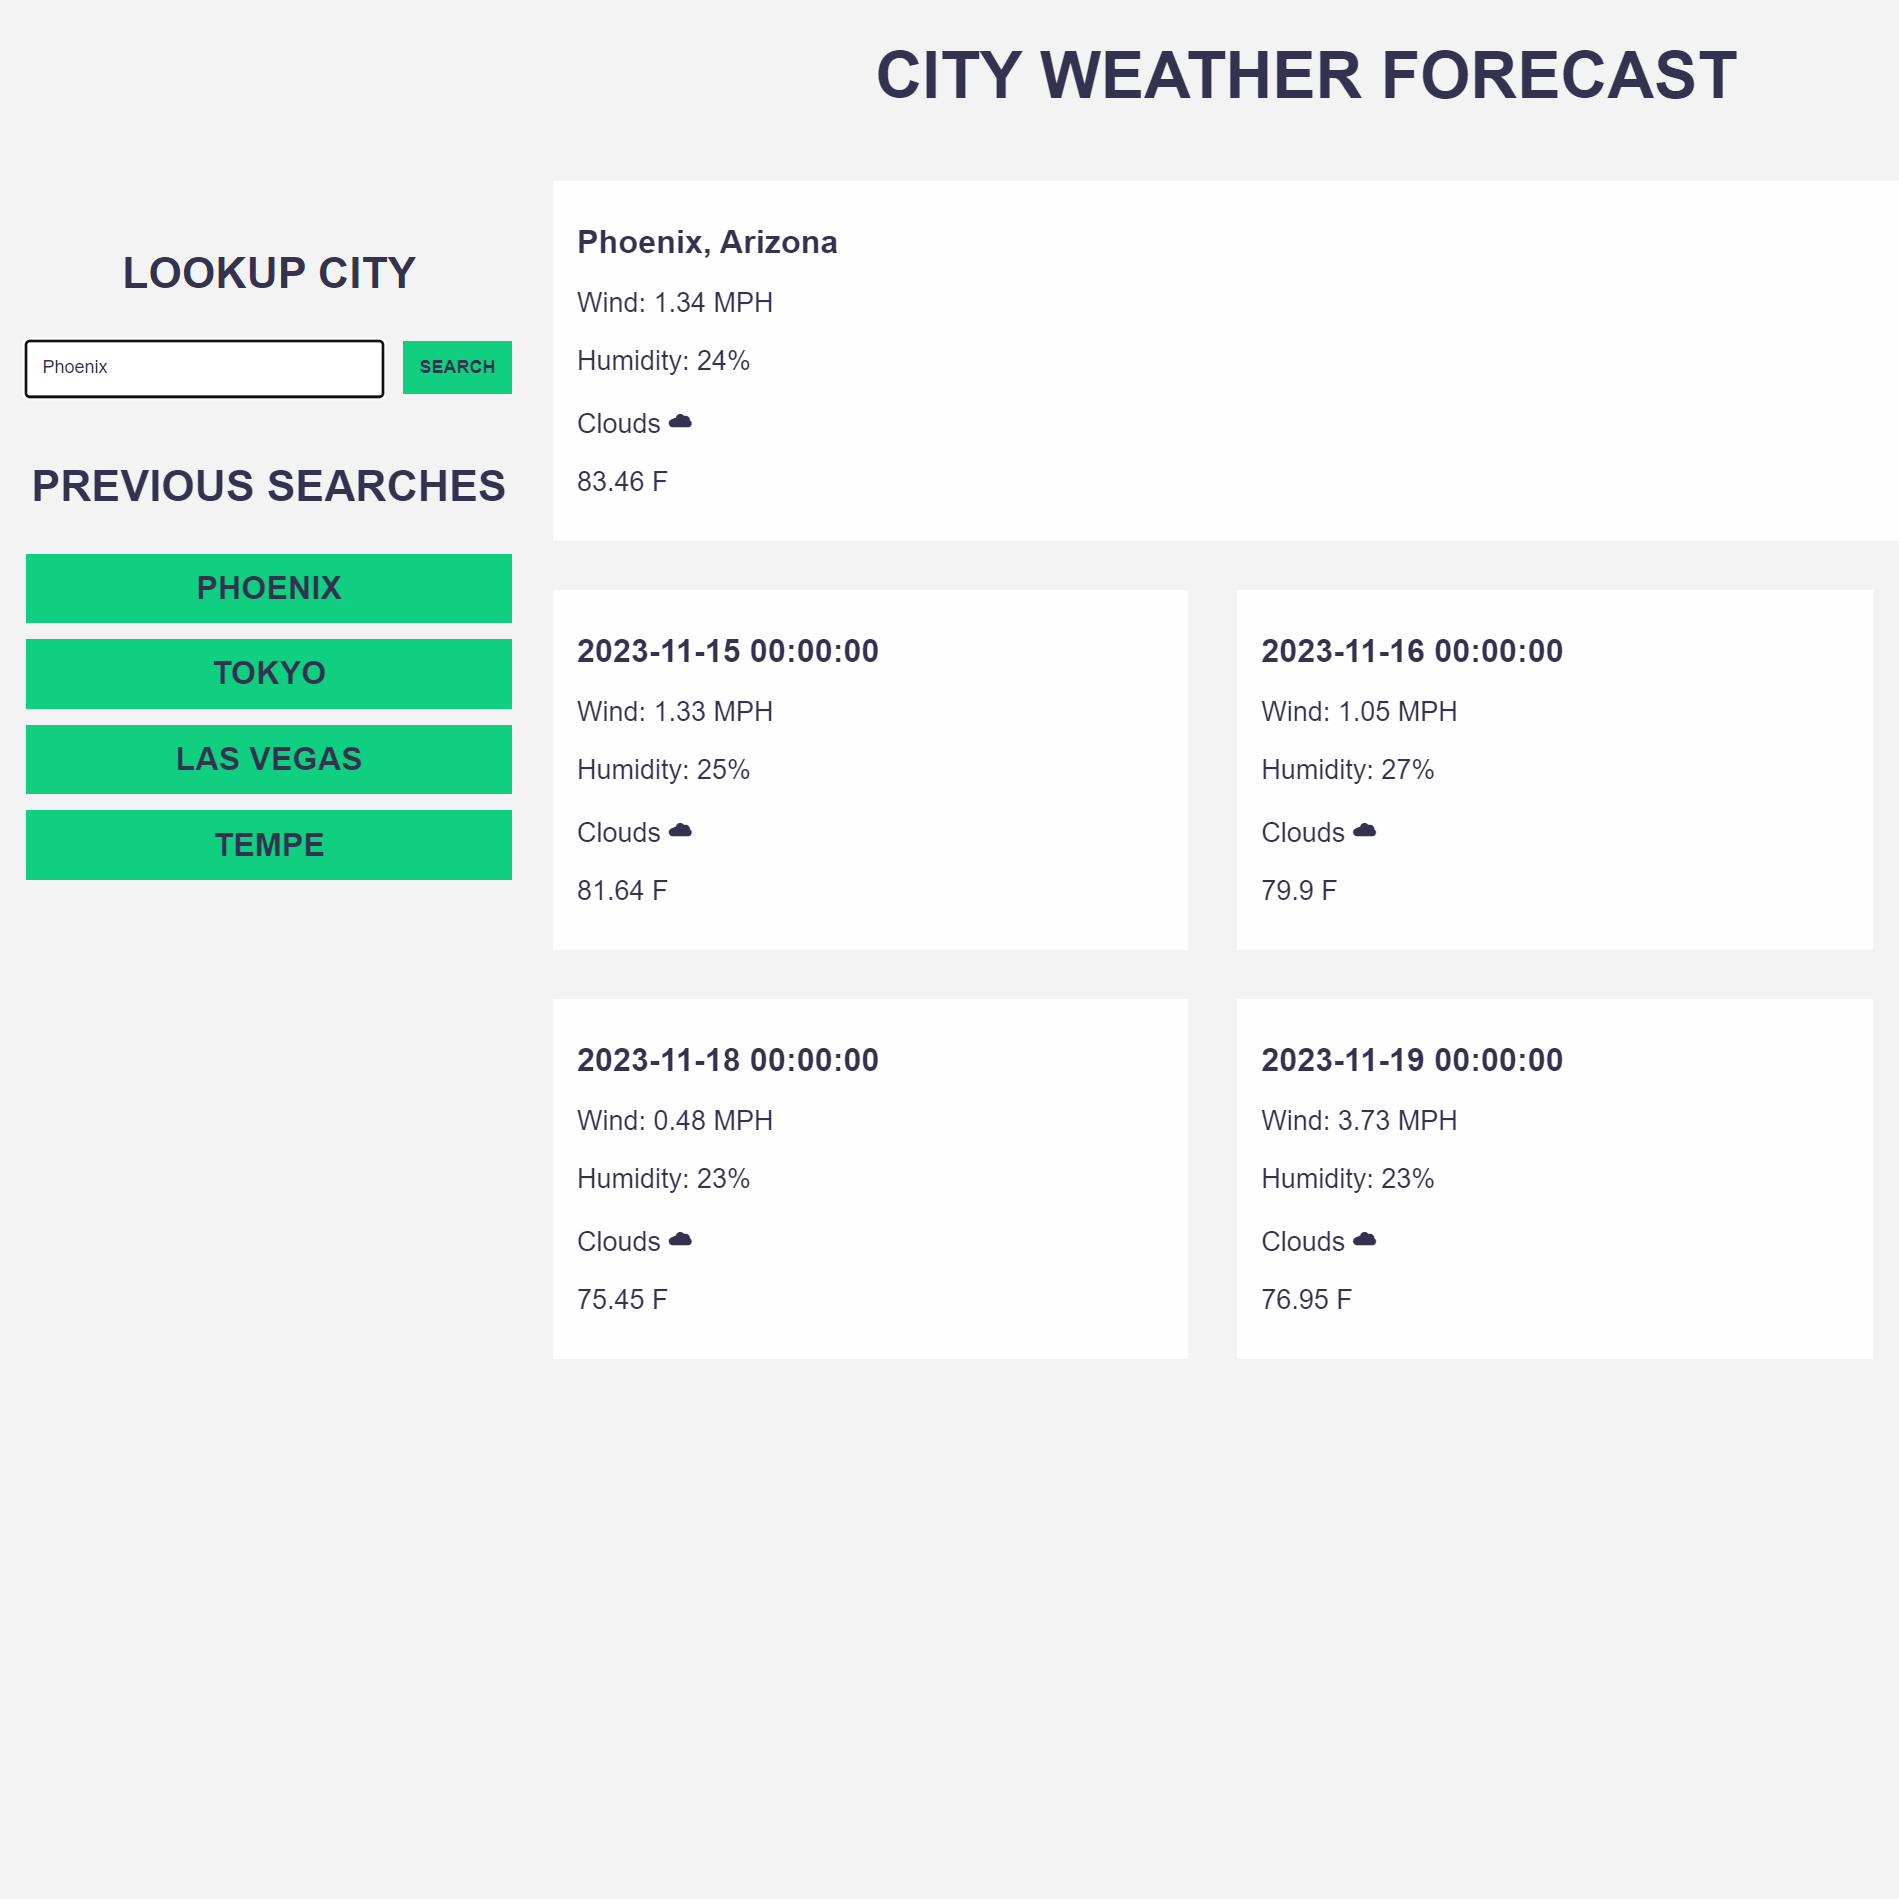 CITY WEATHER FORECAST
LOOKUP CITY
Phoenix
SEARCH
PREVIOUS SEARCHES
PHOENIX
TOKYO
LAS VEGAS
TEMPE
Phoenix, Arizona
Wind: 1.34 MPH
Humidity: 24%
Clouds
83.46 F
2023-11-15 00:00:00
Wind: 1.33 MPH
Humidity: 25%
Clouds
81.64 F
2023-11-16 00:00:00
Wind: 1.05 MPH
Humidity: 27%
Clouds
79.9 F
2023-11-18 00:00:00
Wind: 0.48 MPH
Humidity: 23%
Clouds
75.45 F
2023-11-19 00:00:00
Wind: 3.73 MPH
Humidity: 23%
Clouds
76.95 F